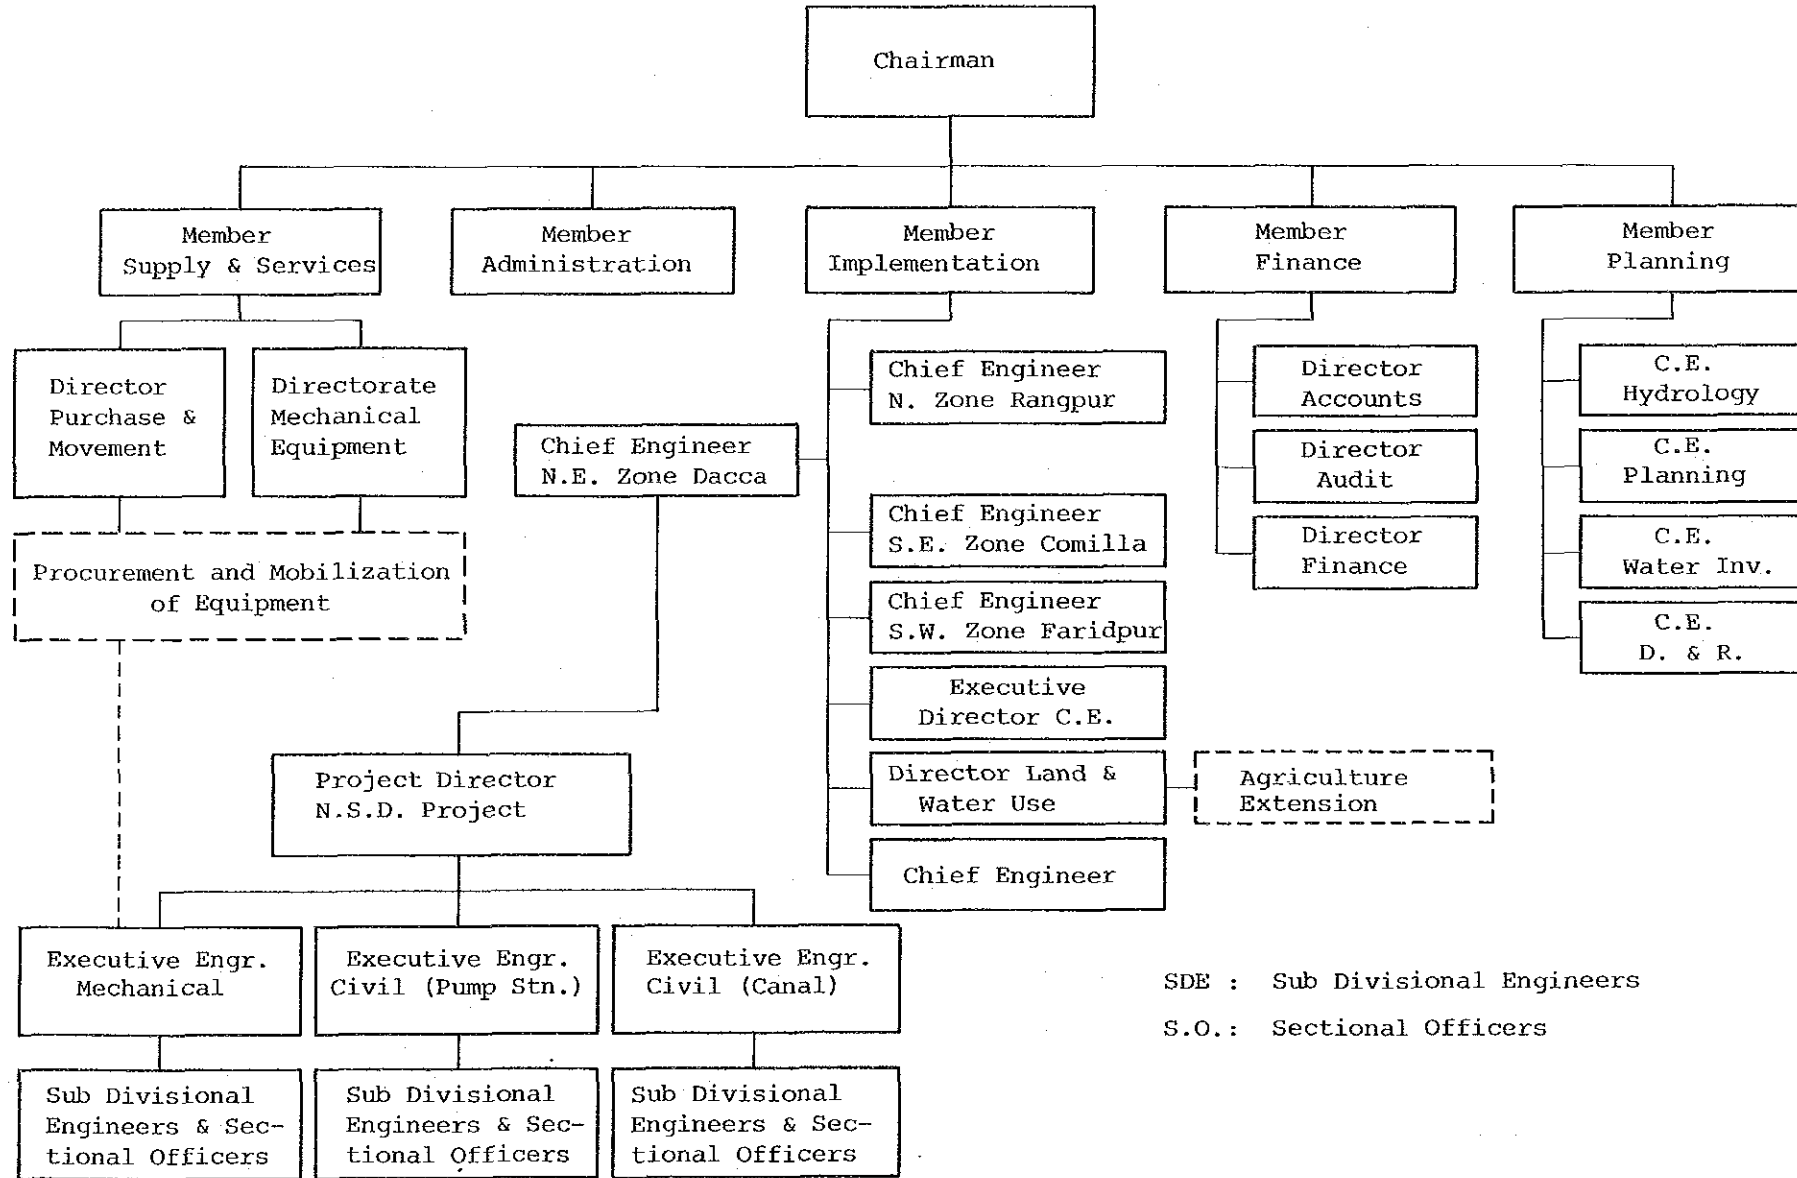 Chairman
Member
Supply & Services
Member
Administration
Member
Implementation
Member
Finance
Member
Planning
Director
Purchase &
Movement
Directorate
Mechanical
Equipment
Chief Engineer
N.E. Zone Dacca
Chief Engineer
N. Zone Rangpur
Chief Engineer
S.E. Zone Comilla
Chief Engineer
S.W. Zone Faridpur
Executive
Director C.E.
Director Land &
Water Use
Agriculture
Extension
Chief Engineer
Director
Accounts
Director
Audit
Director
Finance
C.E.
Hydrology
C.E.
Planning
C.E.
Water Inv.
C.E.
D. & R.
Procurement and Mobilization
of Equipment
Project Director
N.S.D. Project
Executive Engr.
Mechanical
Executive Engr.
Civil (Pump Stn.)
Executive Engr.
Civil (Canal)
Sub Divisional
Engineers & Sec-
tional Officers
Sub Divisional
Engineers & Sec-
tional Officers
Sub Divisional
Engineers & Sec-
tional Officers
SDE : Sub Divisional Engineers
S.O.: Sectional Officers